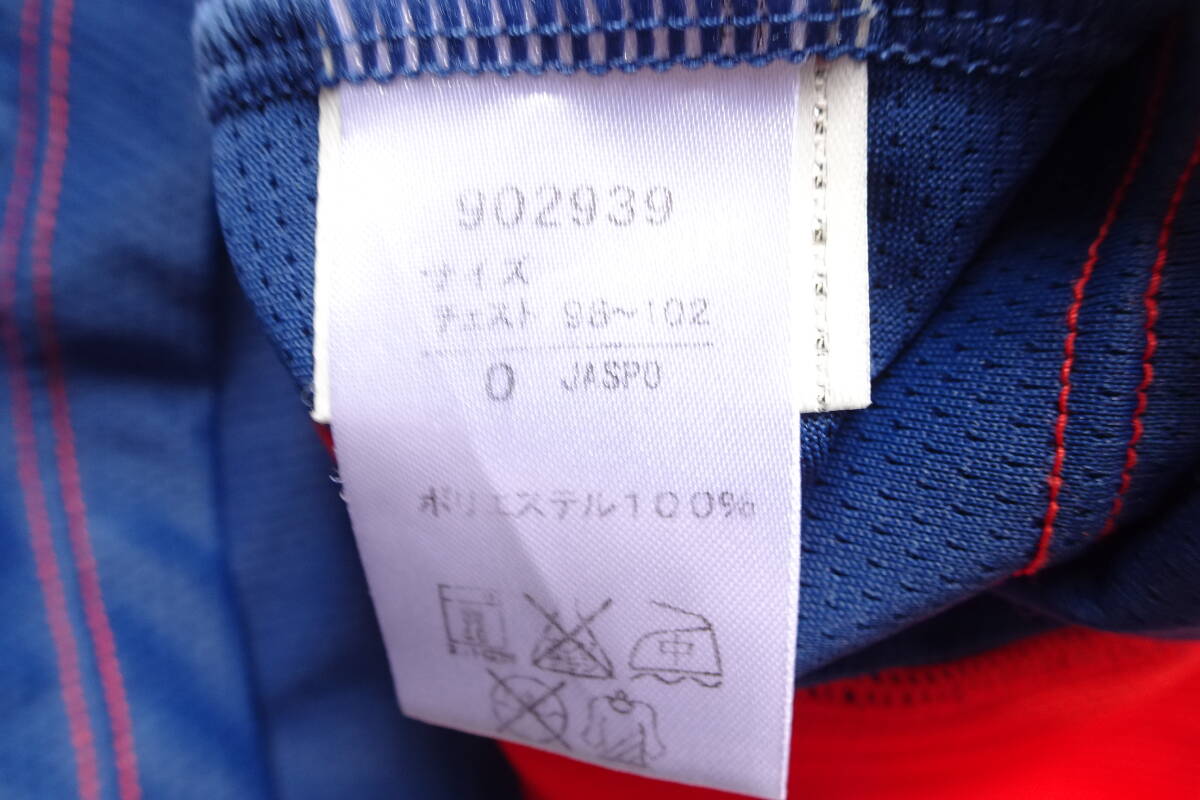 902939
サイズ
チェスト 98〜102
O JASPO
ポリエステル100%
中